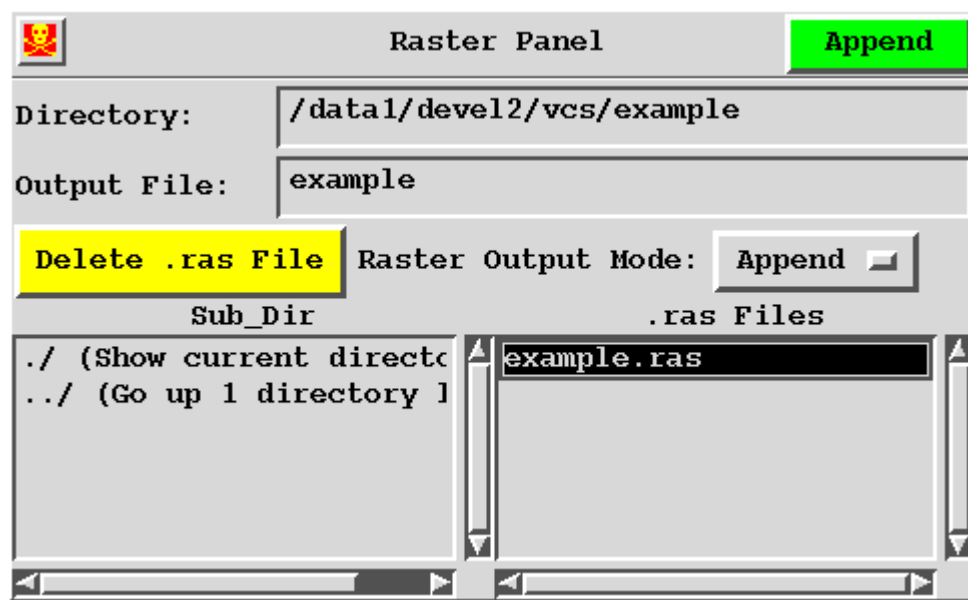 Raster Panel Append
Directory: /data1/devel2/vcs/example
Output File: example
Delete .ras File Raster Output Mode: Append
Sub_Dir .ras Files
./ (Show current directo example.ras
../ (Go up 1 directory l